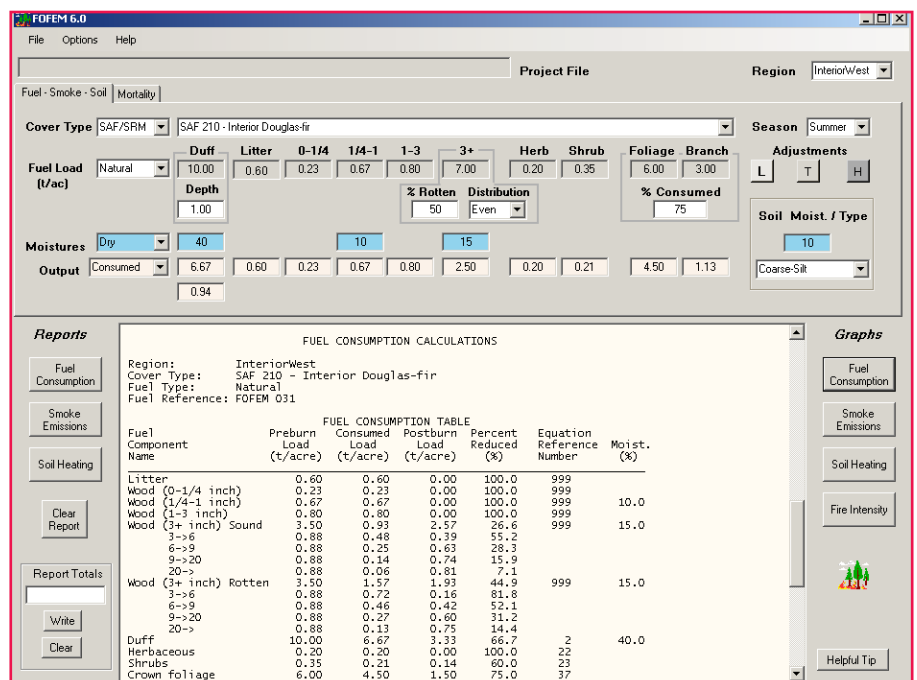 FOFEM 6.0
File Options Help
Project File Region InteriorWest
Fuel - Smoke - Soil Mortality
Cover Type SAF/SRM SAF 210 - Interior Douglas-fir Season Summer
Duff Litter 0-1/4 1/4-1 1-3 3+ Herb Shrub Foliage Branch Adjustments
Fuel Load Natural 10.00 0.60 0.23 0.67 0.80 7.00 0.20 0.35 6.00 3.00 L T H
(t/ac) Depth % Rotten Distribution % Consumed
1.00 50 Even 75
Soil Moist. / Type
Moistures Dry 40 10 15 10
Output Consumed 6.67 0.60 0.23 0.67 0.80 2.50 0.20 0.21 4.50 1.13 Coarse-Silt
0.94
Reports
Fuel Consumption
Smoke Emissions
Soil Heating
Clear Report
Report Totals
Write
Clear
FUEL CONSUMPTION CALCULATIONS
Region: InteriorWest
Cover Type: SAF 210 - Interior Douglas-fir
Fuel Type: Natural
Fuel Reference: FOFEM 031
FUEL CONSUMPTION TABLE
Fuel Preburn Consumed Postburn Percent Equation
Component Load Load Load Reduced Reference Moist.
Name (t/acre) (t/acre) (t/acre) (%) Number (%)
Litter 0.60 0.60 0.00 100.0 999
Wood (0-1/4 inch) 0.23 0.23 0.00 100.0 999
Wood (1/4-1 inch) 0.67 0.67 0.00 100.0 999 10.0
Wood (1-3 inch) 0.80 0.80 0.00 100.0 999
Wood (3+ inch) Sound 3.50 0.93 2.57 26.6 999 15.0
3->6 0.88 0.48 0.39 55.2
6->9 0.88 0.25 0.63 28.3
9->20 0.88 0.14 0.74 15.9
20-> 0.88 0.06 0.81 7.1
Wood (3+ inch) Rotten 3.50 1.57 1.93 44.9 999 15.0
3->6 0.88 0.72 0.16 81.8
6->9 0.88 0.46 0.42 52.1
9->20 0.88 0.27 0.60 31.2
20-> 0.88 0.13 0.75 14.4
Duff 10.00 6.67 3.33 66.7 2 40.0
Herbaceous 0.20 0.20 0.00 100.0 22
Shrubs 0.35 0.21 0.14 60.0 23
Crown foliage 6.00 4.50 1.50 75.0 37
Graphs
Fuel Consumption
Smoke Emissions
Soil Heating
Fire Intensity
Helpful Tip